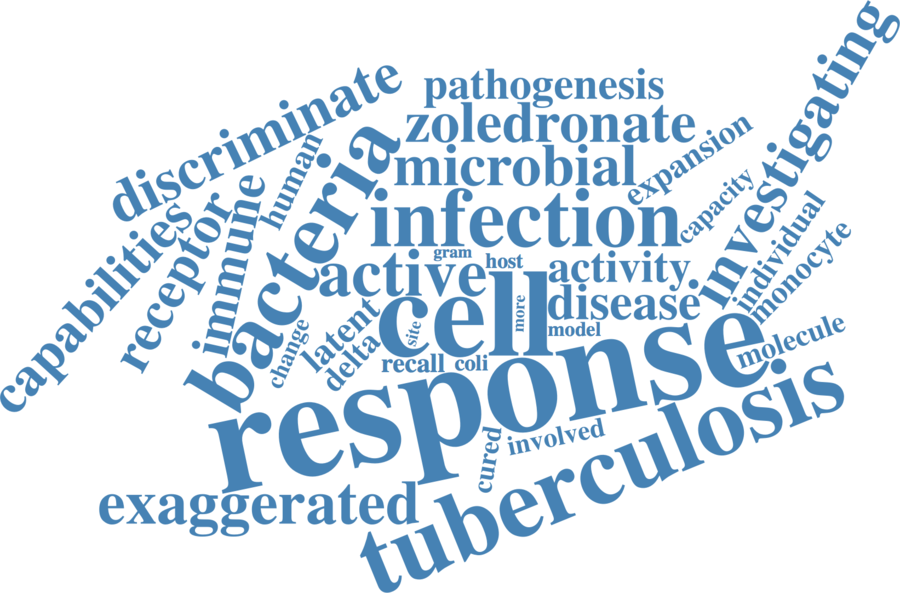 investigating
pathogenesis
discriminate
zoledronate
expansion
human
bacteria
microbial
capacity
immune
receptor
capabilities
infection
individual
monocyte
gram
host
active
activity
cell
more
disease
site
latent
delta
change
model
response
molecule
recall
coli
tuberculosis
involved
cured
exaggerated